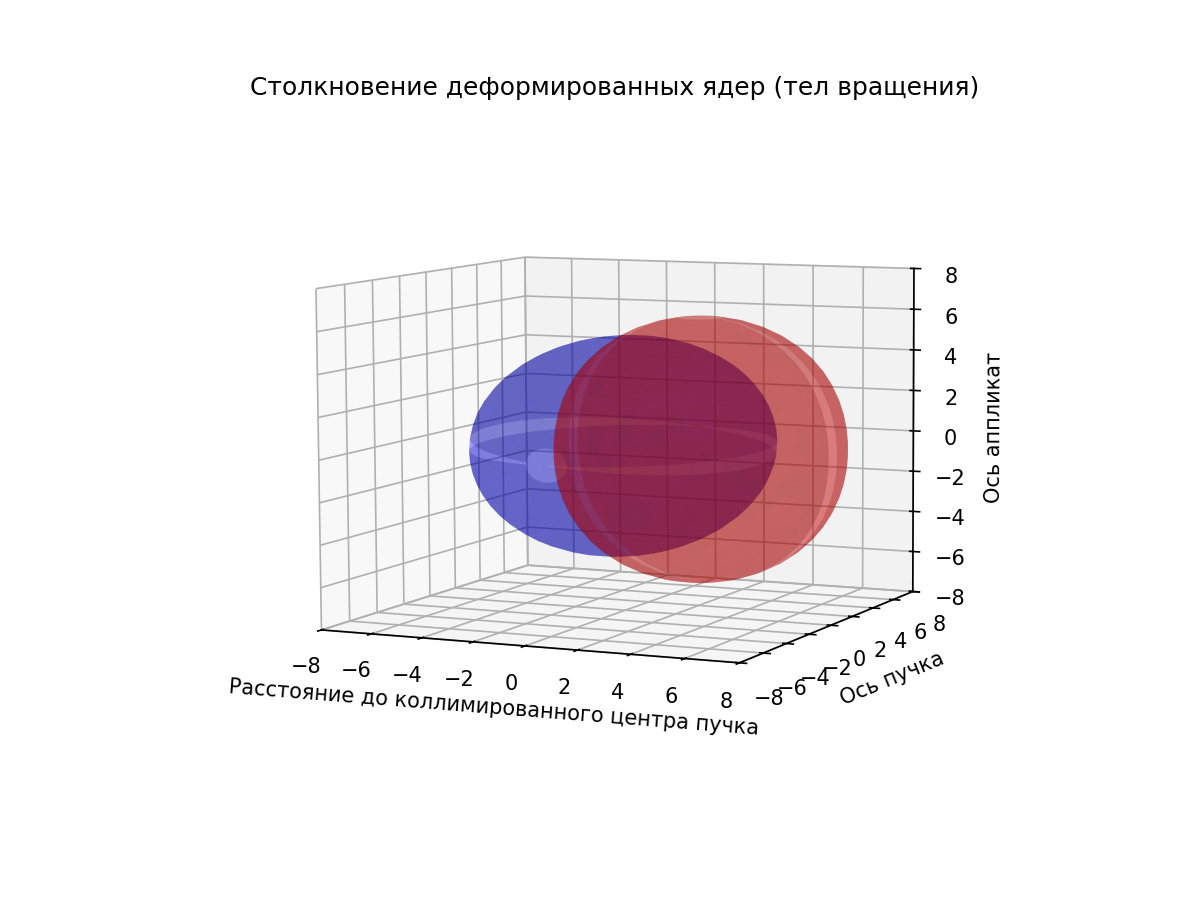 Столкновение деформированных ядер (тел вращения)
8
6
4
2
0
−2
−4
−6
−8
Ось аппликат
−8 −6 −4 −2 0 2 4 6 8
Расстояние до коллимированного центра пучка
−8 −6 −4 −2 0 2 4 6 8
Ось пучка